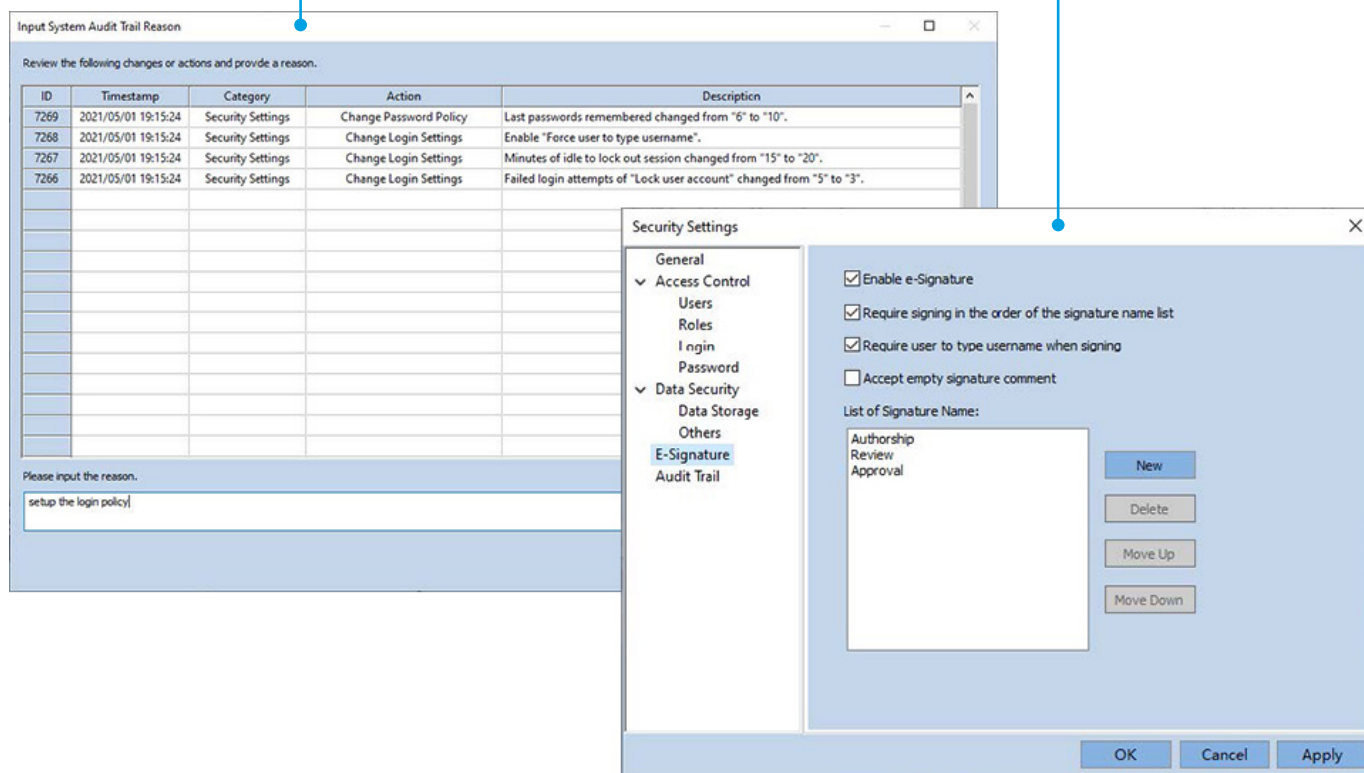 Input System Audit Trail Reason
Review the following changes or actions and provde a reason.
ID Timestamp Category Action Description
7269 2021/05/01 19:15:24 Security Settings Change Password Policy Last passwords remembered changed from "6" to "10".
7268 2021/05/01 19:15:24 Security Settings Change Login Settings Enable "Force user to type username".
7267 2021/05/01 19:15:24 Security Settings Change Login Settings Minutes of idle to lock out session changed from "15" to "20".
7266 2021/05/01 19:15:24 Security Settings Change Login Settings Failed login attempts of "Lock user account" changed from "5" to "3".
Please input the reason.
setup the login policy
Security Settings
General
Access Control
Users
Roles
Login
Password
Data Security
Data Storage
Others
E-Signature
Audit Trail
Enable e-Signature
Require signing in the order of the signature name list
Require user to type username when signing
Accept empty signature comment
List of Signature Name:
Authorship
Review
Approval
New
Delete
Move Up
Move Down
OK Cancel Apply